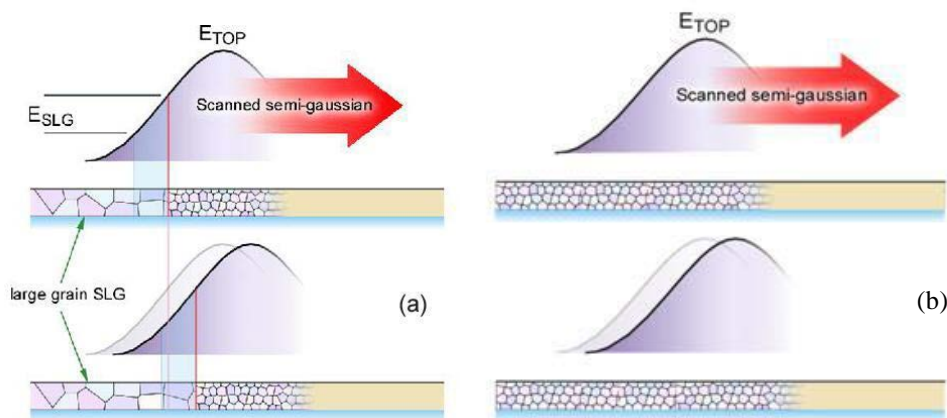 E_TOP
E_SLG
Scanned semi-gaussian
large grain SLG
(a)
E_TOP
Scanned semi-gaussian
(b)